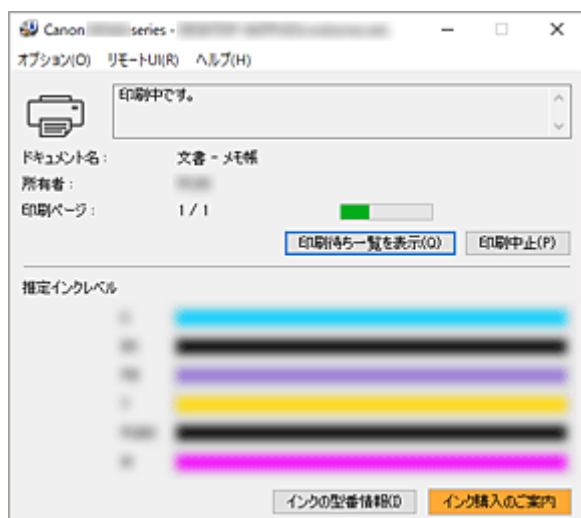 Canon series -
オプション(O) リモートUI(R) ヘルプ(H)
印刷中です。
ドキュメント名 : 文書 - メモ帳
所有者 :
印刷ページ : 1 / 1
印刷待ち一覧を表示(Q) 印刷中止(P)
推定インクレベル
インクの型番情報(I) インク購入のご案内